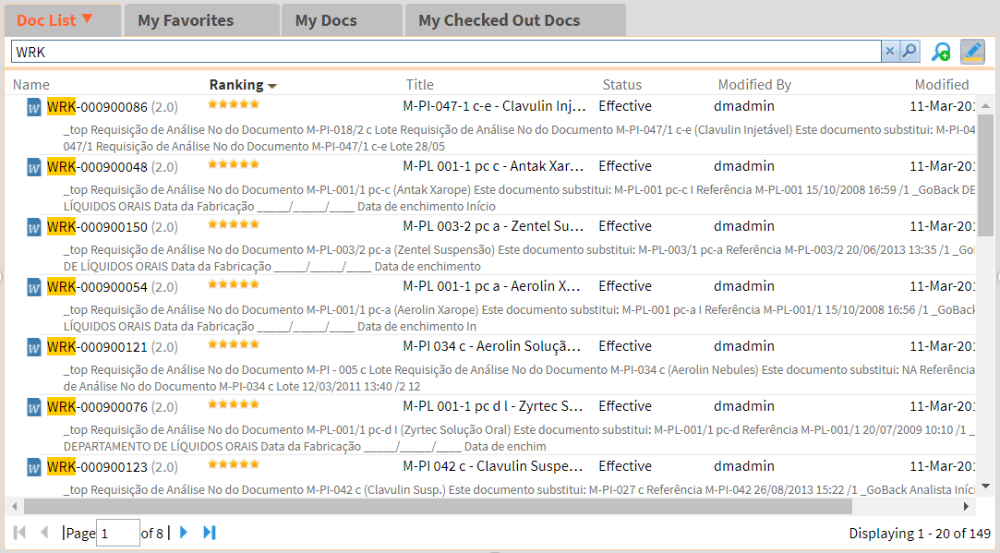 Doc List ▼ My Favorites My Docs My Checked Out Docs
WRK
Name Ranking Title Status Modified By Modified
WRK-000900086 (2.0) M-PI-047-1 c-e - Clavulin Inj... Effective dmadmin 11-Mar-201
_top Requisição de Análise No do Documento M-PI-018/2 c Lote Requisição de Análise No do Documento M-PI-047/1 c-e (Clavulin Injetável) Este documento substitui: M-PI-04
047/1 Requisição de Análise No do Documento M-PI-047/1 c-e Lote 28/05
WRK-000900048 (2.0) M-PL 001-1 pc c - Antak Xar... Effective dmadmin 11-Mar-201
_top Requisição de Análise No do Documento M-PL-001/1 pc-c (Antak Xarope) Este documento substitui: M-PL-001 pc-c I Referência M-PL-001 15/10/2008 16:59 /1 _GoBack DE
LÍQUIDOS ORAIS Data da Fabricação _____/_____/____ Data de enchimento Início
WRK-000900150 (2.0) M-PL 003-2 pc a - Zentel Su... Effective dmadmin 11-Mar-201
_top Requisição de Análise No do Documento M-PL-003/2 pc-a (Zentel Suspensão) Este documento substitui: M-PL-003/1 pc-a Referência M-PL-003/2 20/06/2013 13:35 /1 _Go
DE LÍQUIDOS ORAIS Data da Fabricação _____/_____/____ Data de enchimento
WRK-000900054 (2.0) M-PL 001-1 pc a - Aerolin X... Effective dmadmin 11-Mar-201
_top Requisição de Análise No do Documento M-PL-001/1 pc-a (Aerolin Xarope) Este documento substitui: M-PL-001 pc-a I Referência M-PL-001/1 15/10/2008 16:56 /1 _GoBack
LÍQUIDOS ORAIS Data da Fabricação _____/_____/____ Data de enchimento In
WRK-000900121 (2.0) M-PI 034 c - Aerolin Soluçã... Effective dmadmin 11-Mar-201
_top Requisição de Análise No do Documento M-PI - 005 c Lote Requisição de Análise No do Documento M-PI-034 c (Aerolin Nebules) Este documento substitui: NA Referência
de Análise No do Documento M-PI-034 c Lote 12/03/2011 13:40 /2 12
WRK-000900076 (2.0) M-PL 001-1 pc d l - Zyrtec S... Effective dmadmin 11-Mar-201
_top Requisição de Análise No do Documento M-PL-001/1 pc-d I (Zyrtec Solução Oral) Este documento substitui: M-PL-001/1 pc-d Referência M-PL-001/1 20/07/2009 10:10 /1 _
DEPARTAMENTO DE LÍQUIDOS ORAIS Data da Fabricação _____/_____/____ Data de enchim
WRK-000900123 (2.0) M-PI 042 c - Clavulin Suspe... Effective dmadmin 11-Mar-201
_top Requisição de Análise No do Documento M-PI-042 c (Clavulin Susp.) Este documento substitui: M-PI-027 c Referência M-PI-042 26/08/2013 15:22 /1 _GoBack Analista Iníci
Page 1 of 8 Displaying 1 - 20 of 149